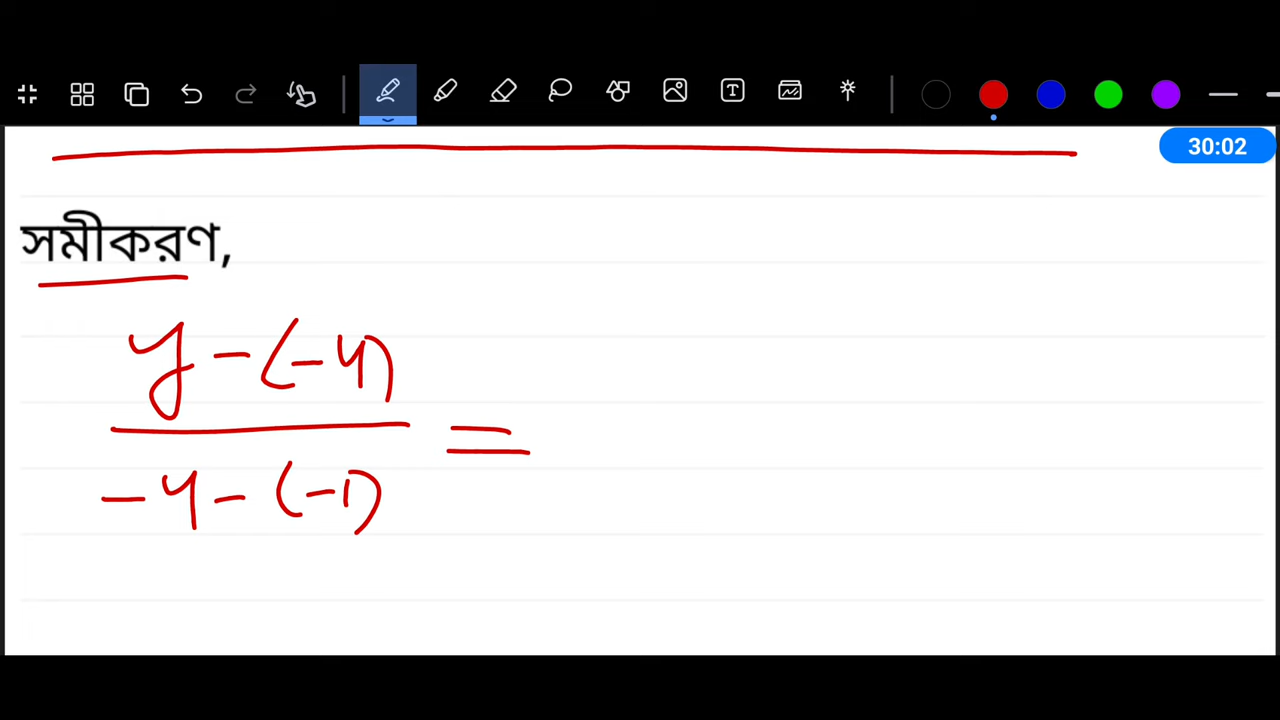 30:02
সমীকরণ,
y - (-4)
=
-4 - (-1)